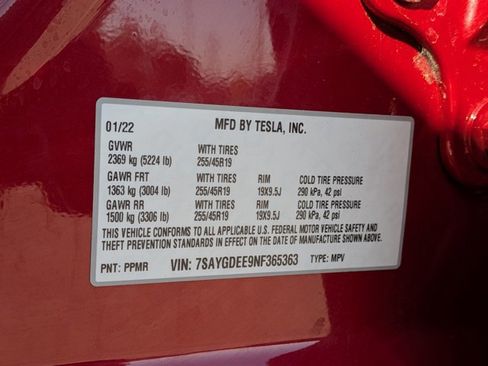 01/22 MFD BY TESLA, INC.
GVWR WITH TIRES
2369 kg (5224 lb) 255/45R19
GAWR FRT WITH TIRES RIM COLD TIRE PRESSURE
1363 kg (3004 lb) 255/45R19 19X9.5J 290 kPa, 42 psi
GAWR RR WITH TIRES RIM COLD TIRE PRESSURE
1500 kg (3306 lb) 255/45R19 19X9.5J 290 kPa, 42 psi
THIS VEHICLE CONFORMS TO ALL APPLICABLE U.S. FEDERAL MOTOR VEHICLE SAFETY AND
THEFT PREVENTION STANDARDS IN EFFECT ON THE DATE OF MANUFACTURE SHOWN ABOVE.
PNT: PPMR VIN: 7SAYGDEE9NF365363 TYPE: MPV